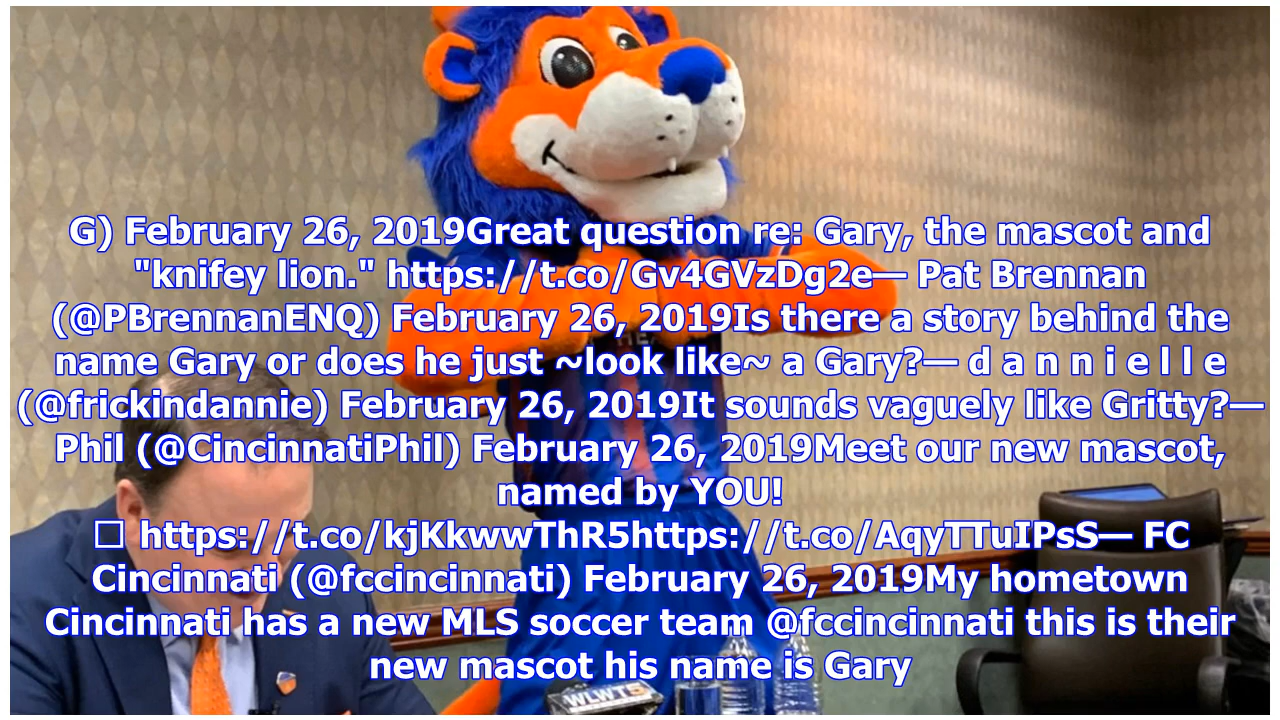 G) February 26, 2019Great question re: Gary, the mascot and
"knifey lion." https://t.co/Gv4GVzDg2e— Pat Brennan
(@PBrennanENQ) February 26, 2019Is there a story behind the
name Gary or does he just ~look like~ a Gary?— d a n n i e l l e
(@frickindannie) February 26, 2019It sounds vaguely like Gritty?—
Phil (@CincinnatiPhil) February 26, 2019Meet our new mascot,
named by YOU!
□ https://t.co/kjKkwwThR5https://t.co/AqyTTuIPsS— FC
Cincinnati (@fccincinnati) February 26, 2019My hometown
Cincinnati has a new MLS soccer team @fccincinnati this is their
new mascot his name is Gary
WLWT5